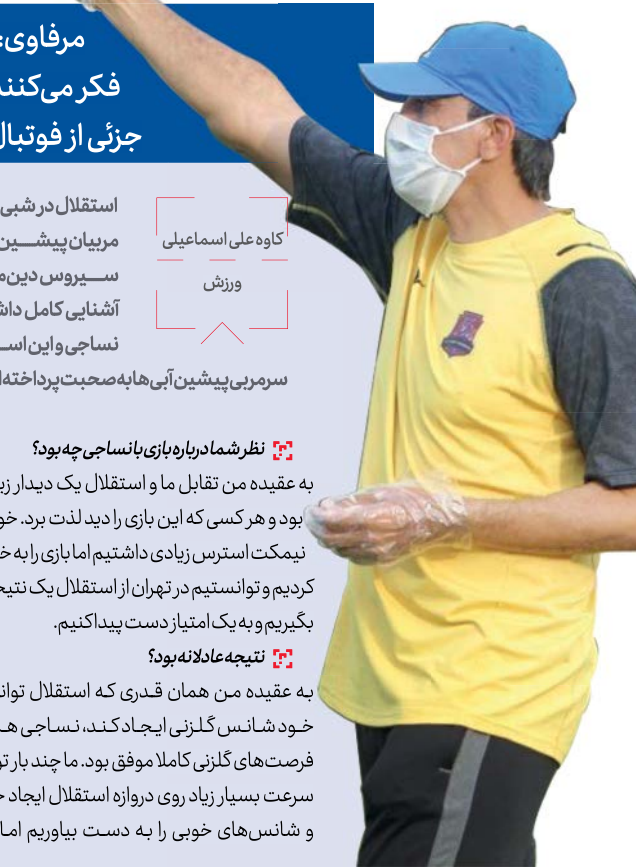 مرفاوی:
فکر می‌کنند
جزئی از فوتبال
کاوه علی اسماعیلی
ورزش
استقلال در شبی
مربیان پیشین
سیروس دین‌م
آشنایی کامل داش
نساجی و این اس
سرمربی پیشین آبی‌ها به صحبت پرداخته‌ا
نظر شما درباره بازی با نساجی چه بود؟
به عقیده من تقابل ما و استقلال یک دیدار زی
بود و هر کسی که این بازی را دید لذت برد. خو
نیمکت استرس زیادی داشتیم اما بازی را به خ
کردیم و توانستیم در تهران از استقلال یک نتیج
بگیریم و به یک امتیاز دست پیدا کنیم.
نتیجه عادلانه بود؟
به عقیده من همان قدری که استقلال توان
خود شانس گلزنی ایجاد کند، نساجی ه
فرصت‌های گلزنی کاملا موفق بود. ما چند بار تو
سرعت بسیار زیاد روی دروازه استقلال ایجاد خ
و شانس‌های خوبی را به دست بیاوریم اما